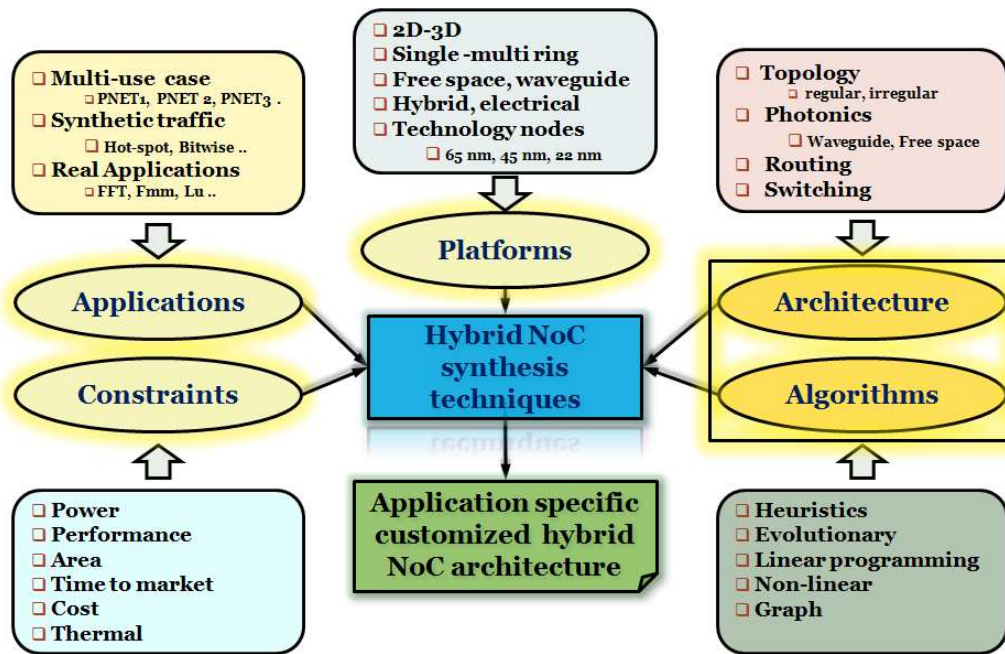 Multi-use case
PNET1, PNET 2, PNET3 .
Synthetic traffic
Hot-spot, Bitwise ..
Real Applications
FFT, Fmm, Lu ..
2D-3D
Single -multi ring
Free space, waveguide
Hybrid, electrical
Technology nodes
65 nm, 45 nm, 22 nm
Topology
regular, irregular
Photonics
Waveguide, Free space
Routing
Switching
Platforms
Applications
Architecture
Hybrid NoC
synthesis
techniques
Constraints
Algorithms
Application specific
customized hybrid
NoC architecture
Power
Performance
Area
Time to market
Cost
Thermal
Heuristics
Evolutionary
Linear programming
Non-linear
Graph